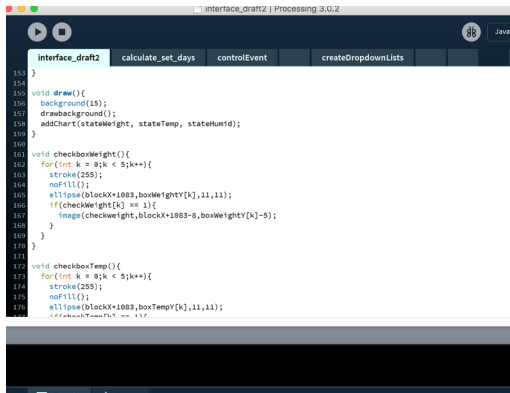 interface_draft2 | Processing 3.0.2
Java
interface_draft2 calculate_set_days controlEvent createDropdownLists
153 }
154
155 void draw(){
156 background(15);
157 drawbackground();
158 addChart(stateWeight, stateTemp, stateHumid);
159 }
160
161 void checkboxWeight(){
162 for(int k = 0;k < 5;k++){
163 stroke(255);
164 noFill();
165 ellipse(blockX+1083,boxWeightY[k],11,11);
166 if(checkWeight[k] == 1){
167 image(checkweight,blockX+1083-8,boxWeightY[k]-5);
168 }
169 }
170 }
171
172 void checkboxTemp(){
173 for(int k = 0;k < 5;k++){
174 stroke(255);
175 noFill();
176 ellipse(blockX+1083,boxTempY[k],11,11);
177 if(checkTemp[k] == 1){